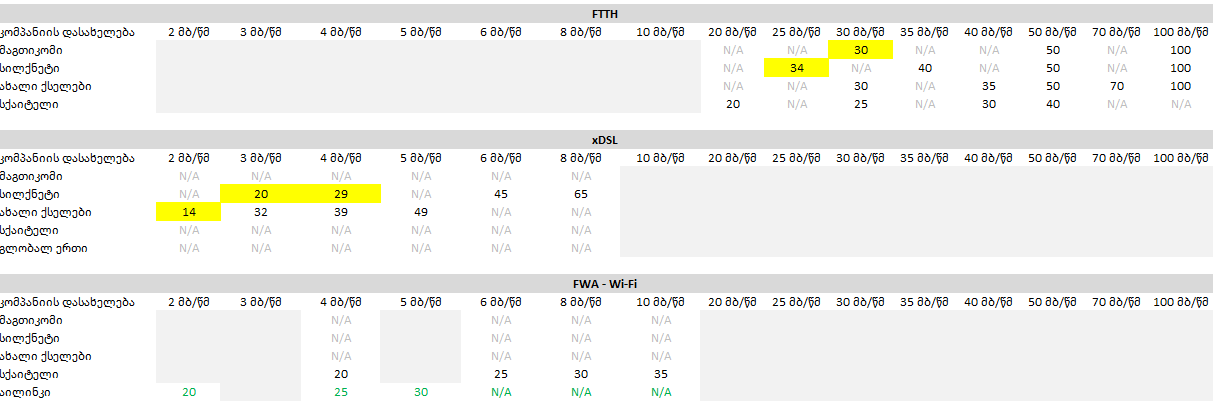 FTTH
კომპანიის დასახელება 2 მბ/წმ 3 მბ/წმ 4 მბ/წმ 5 მბ/წმ 6 მბ/წმ 8 მბ/წმ 10 მბ/წმ 20 მბ/წმ 25 მბ/წმ 30 მბ/წმ 35 მბ/წმ 40 მბ/წმ 50 მბ/წმ 70 მბ/წმ 100 მბ/წმ
მაგთიკომი N/A N/A 30 N/A N/A 50 N/A 100
სილქნეტი N/A 34 N/A 40 N/A 50 N/A 100
ახალი ქსელები N/A N/A 30 N/A 35 50 70 100
სქაიტელი 20 N/A 25 N/A 30 40 N/A N/A
xDSL
კომპანიის დასახელება 2 მბ/წმ 3 მბ/წმ 4 მბ/წმ 5 მბ/წმ 6 მბ/წმ 8 მბ/წმ 10 მბ/წმ 20 მბ/წმ 25 მბ/წმ 30 მბ/წმ 35 მბ/წმ 40 მბ/წმ 50 მბ/წმ 70 მბ/წმ 100 მბ/წმ
მაგთიკომი N/A N/A N/A N/A N/A N/A
სილქნეტი N/A 20 29 N/A 45 65
ახალი ქსელები 14 32 39 49 N/A N/A
სქაიტელი N/A N/A N/A N/A N/A N/A
გლობალ ერთი N/A N/A N/A N/A N/A N/A
FWA - Wi-Fi
კომპანიის დასახელება 2 მბ/წმ 3 მბ/წმ 4 მბ/წმ 5 მბ/წმ 6 მბ/წმ 8 მბ/წმ 10 მბ/წმ 20 მბ/წმ 25 მბ/წმ 30 მბ/წმ 35 მბ/წმ 40 მბ/წმ 50 მბ/წმ 70 მბ/წმ 100 მბ/წმ
მაგთიკომი N/A N/A N/A N/A
სილქნეტი N/A N/A N/A N/A
ახალი ქსელები N/A N/A N/A N/A
სქაიტელი 20 25 30 35
აილინკი 20 25 30 N/A N/A N/A